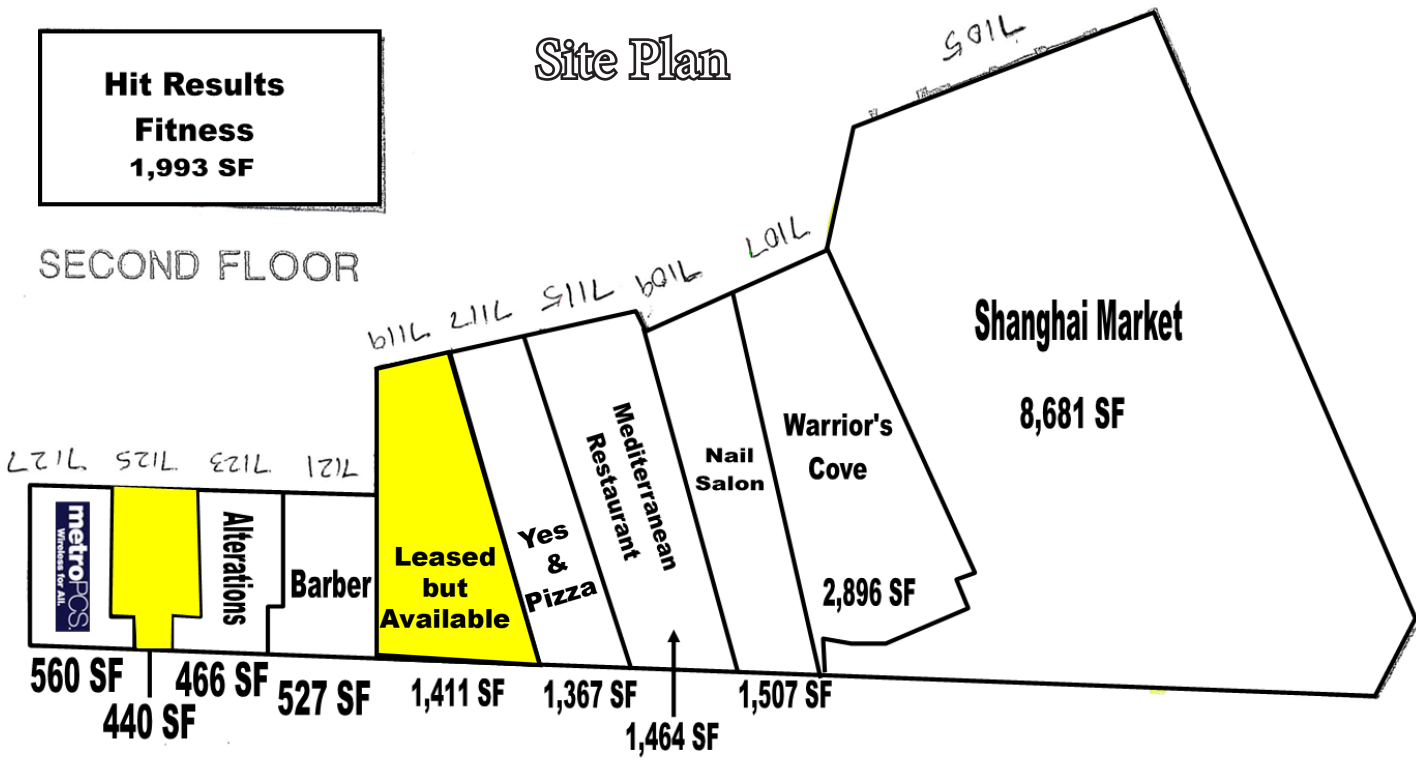 Site Plan
Hit Results
Fitness
1,993 SF
SECOND FLOOR
7105
7107
7109
7115
7117
7119
7121
7123
7125
7127
Shanghai Market
8,681 SF
Warrior's
Cove
2,896 SF
Nail
Salon
Mediterranean
Restaurant
Yes
&
Pizza
Leased
but
Available
Barber
Alterations
metroPCS.
Wireless for All.
560 SF
440 SF
466 SF
527 SF
1,411 SF
1,367 SF
1,464 SF
1,507 SF